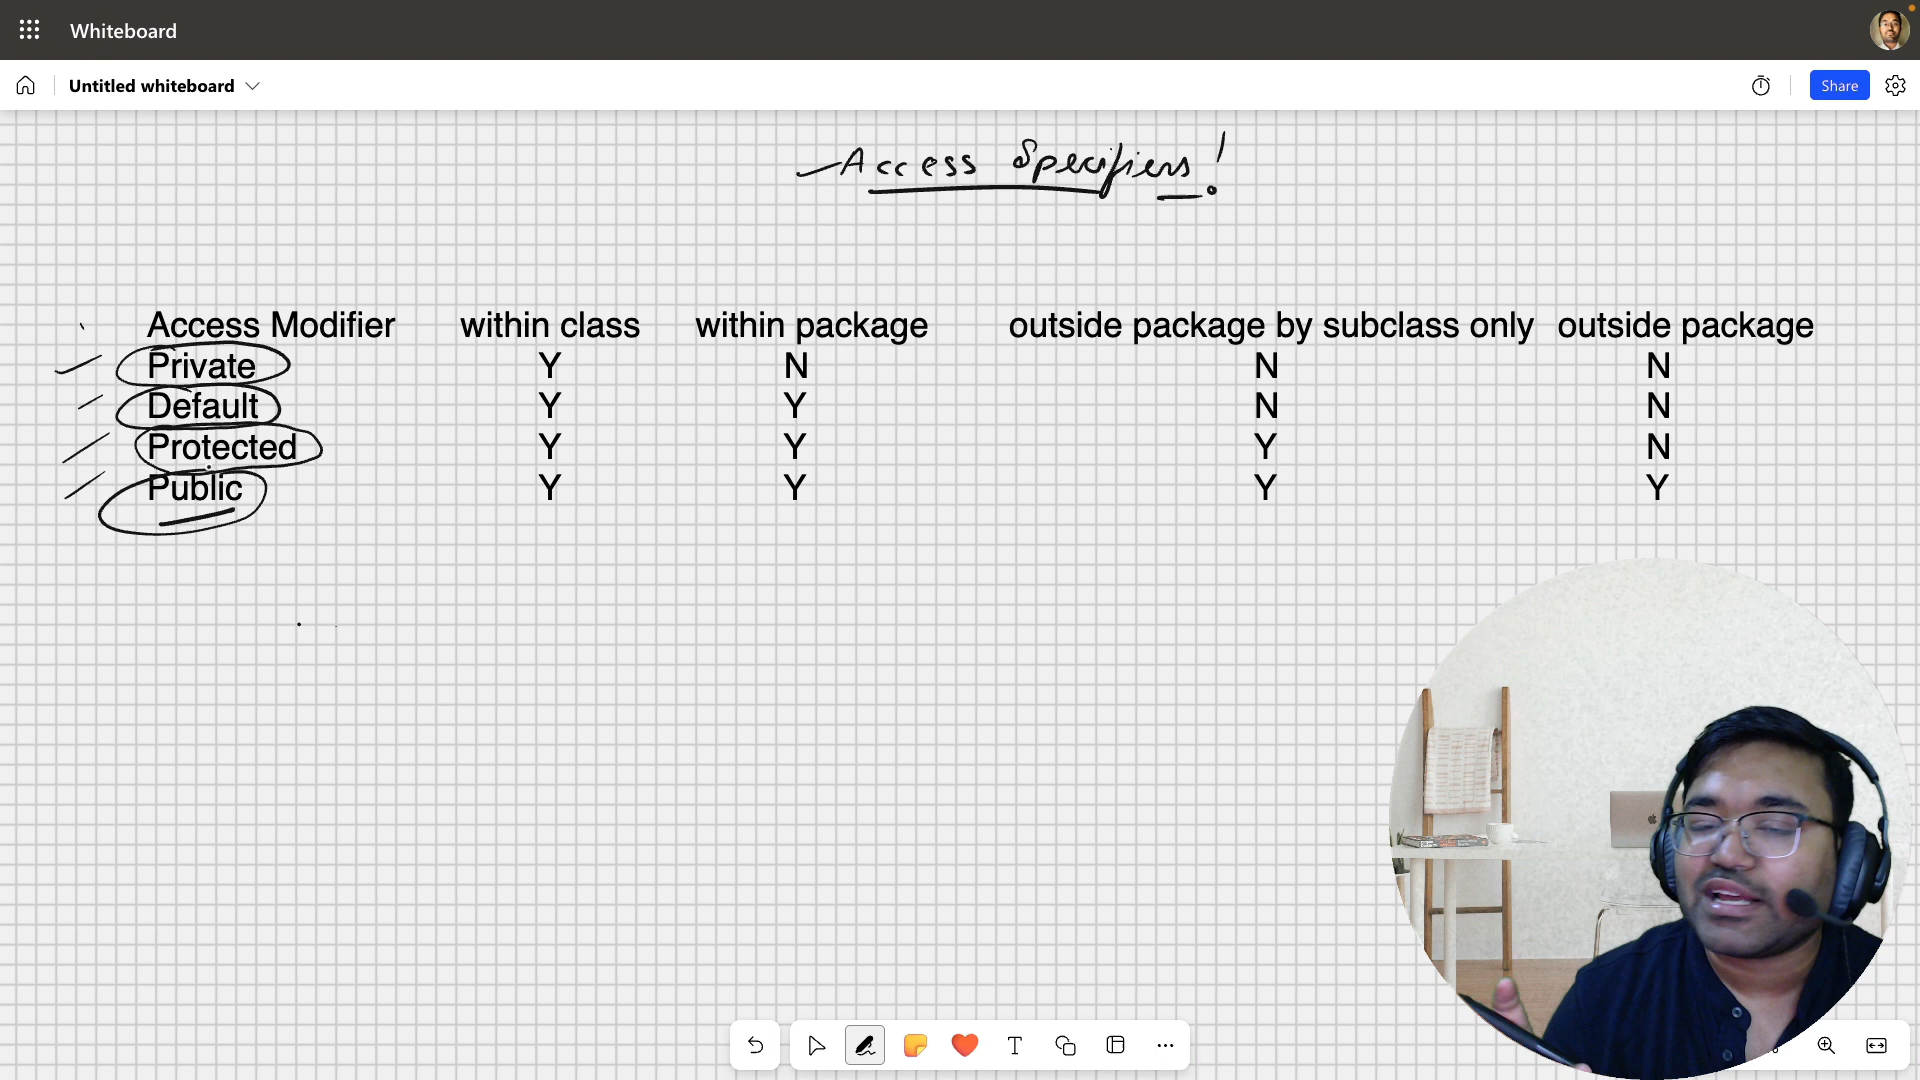 Whiteboard
Untitled whiteboard
Share
Access Specifiers!
Access Modifier within class within package outside package by subclass only outside package
Private Y N N N
Default Y Y N N
Protected Y Y Y N
Public Y Y Y Y